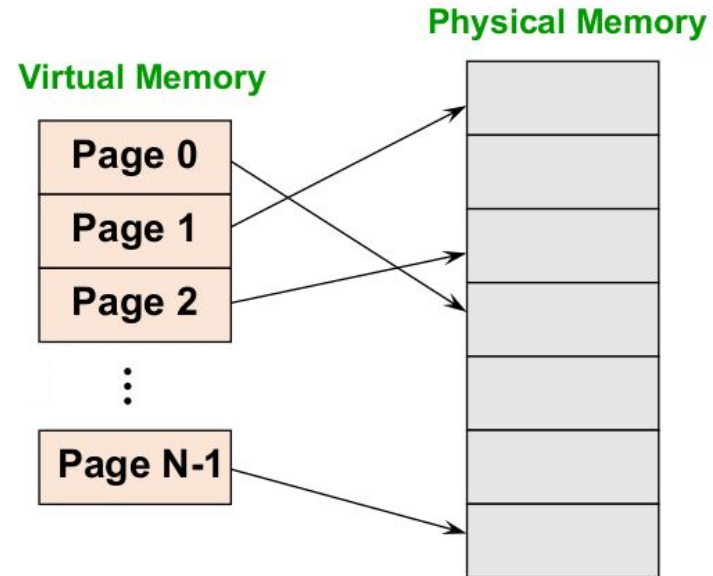 Physical Memory
Virtual Memory
Page 0
Page 1
Page 2
⋮
Page N-1